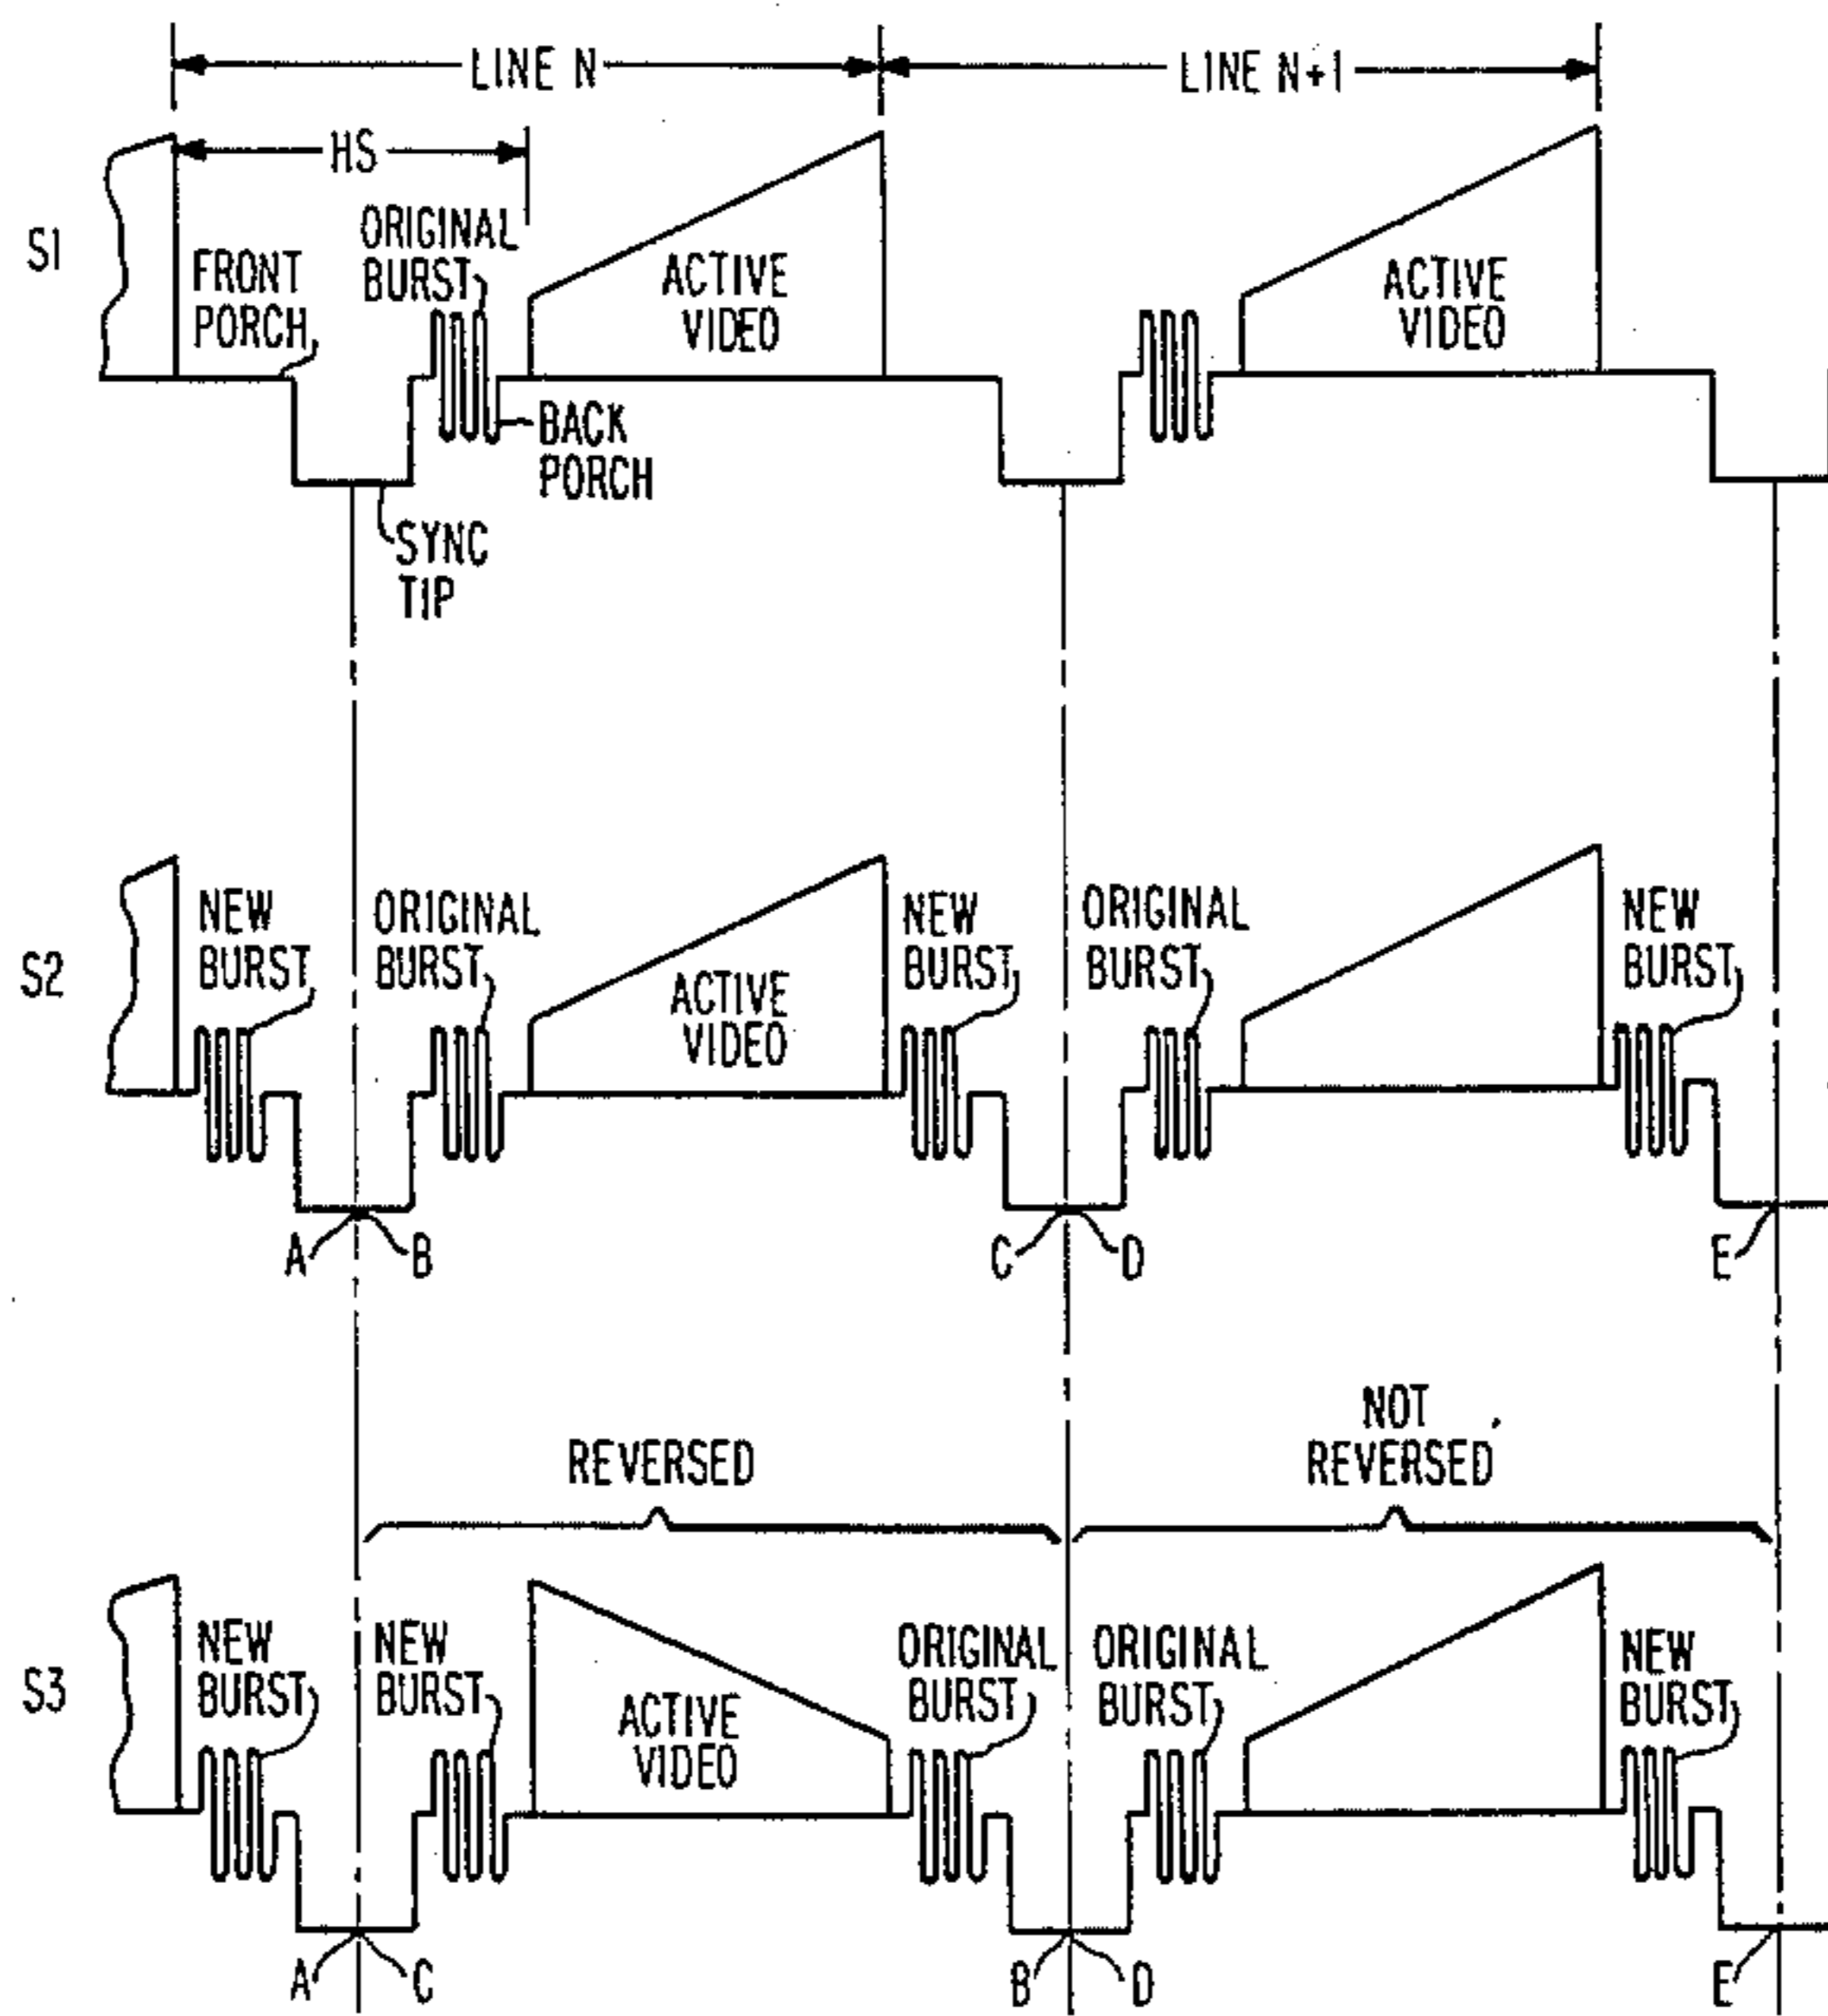 LINE N
LINE N+1
HS
S1
FRONT
PORCH
ORIGINAL
BURST
ACTIVE
VIDEO
ACTIVE
VIDEO
BACK
PORCH
SYNC
TIP
S2
NEW
BURST
ORIGINAL
BURST
ACTIVE
VIDEO
NEW
BURST
ORIGINAL
BURST
NEW
BURST
A B C D E
REVERSED
NOT
REVERSED
S3
NEW
BURST
NEW
BURST
ACTIVE
VIDEO
ORIGINAL
BURST
ORIGINAL
BURST
NEW
BURST
A C B D E